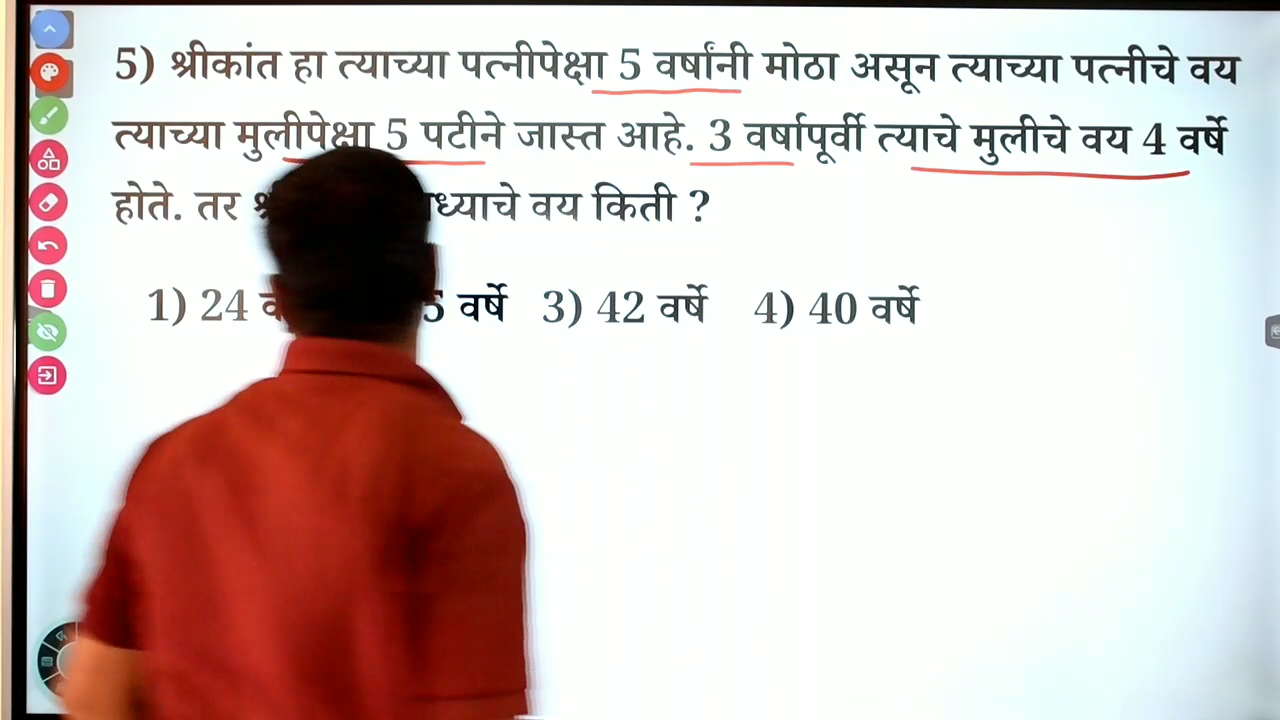 5) श्रीकांत हा त्याच्या पत्नीपेक्षा 5 वर्षांनी मोठा असून त्याच्या पत्नीचे वय
त्याच्या मुलीपेक्षा 5 पटीने जास्त आहे. 3 वर्षापूर्वी त्याचे मुलीचे वय 4 वर्षे
होते. तर वय किती ?
1) 24 वर्षे 3) 42 वर्षे 4) 40 वर्षे